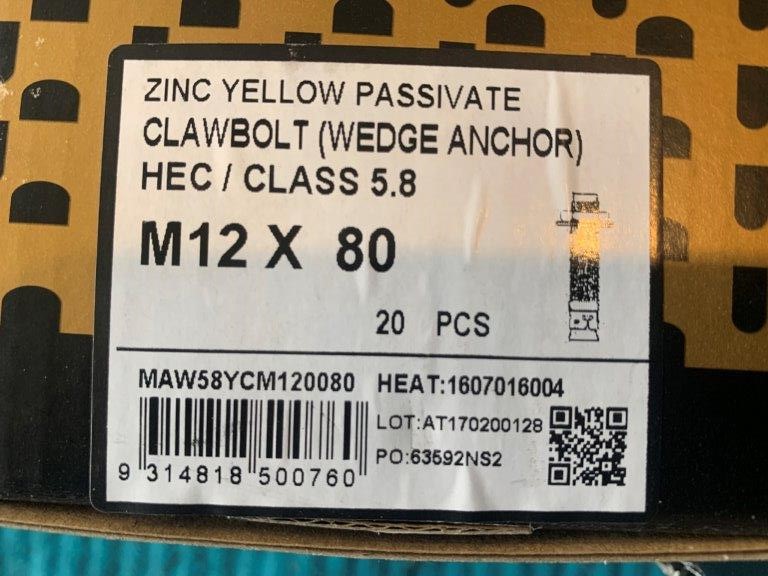 ZINC YELLOW PASSIVATE
CLAWBOLT (WEDGE ANCHOR)
HEC / CLASS 5.8
M12 X 80
20 PCS
MAW58YCM120080 HEAT:1607016004
LOT:AT170200128
PO:63592NS2
9 314818 500760